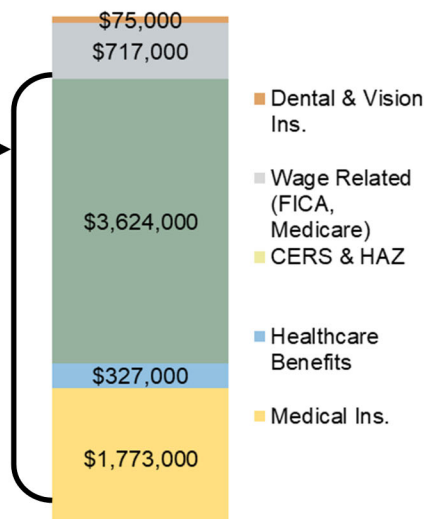 $75,000
$717,000
$3,624,000
$327,000
$1,773,000
Dental & Vision
Ins.
Wage Related
(FICA,
Medicare)
CERS & HAZ
Healthcare
Benefits
Medical Ins.